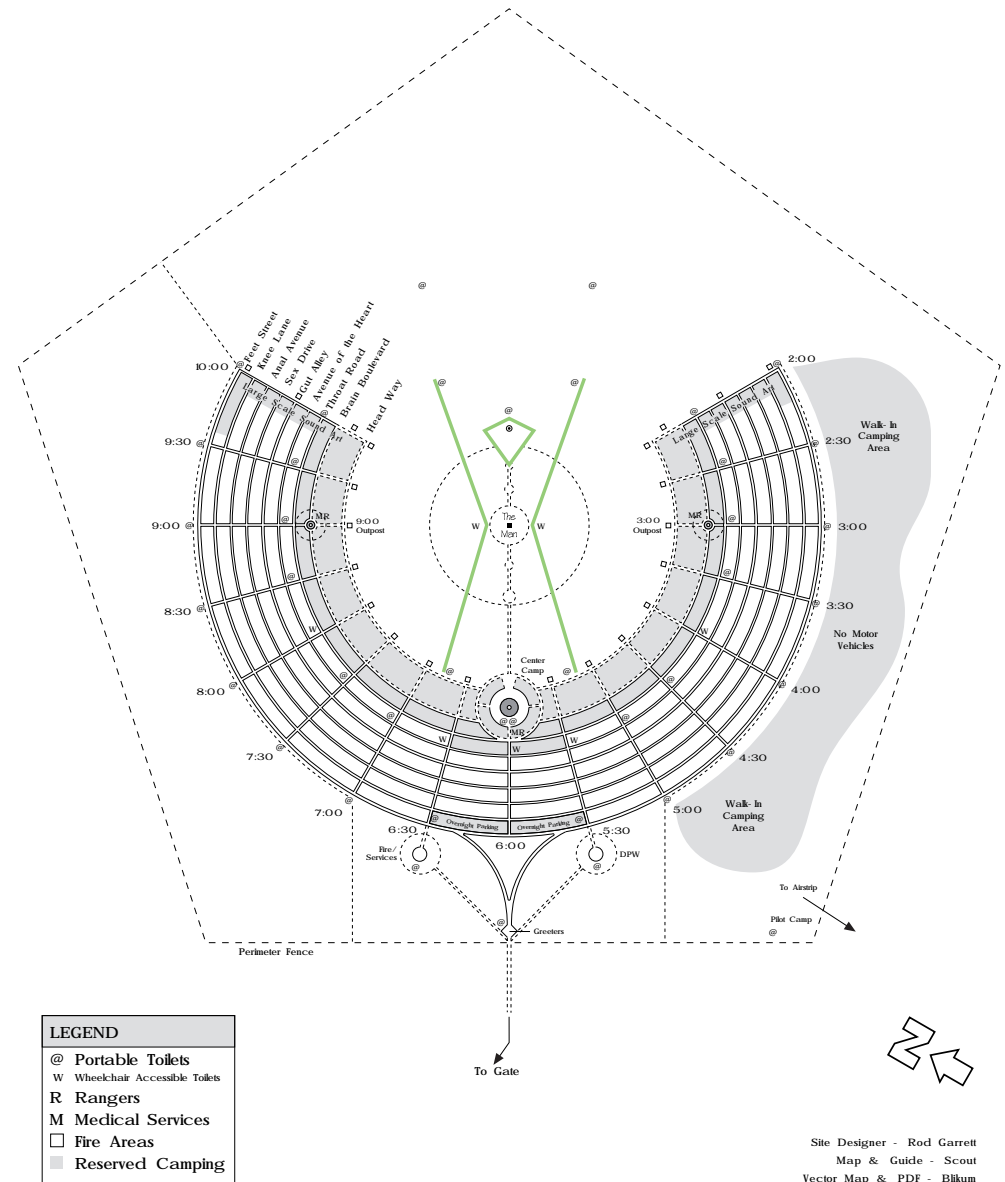 @
@
Feet Street
Knee Lane
Anal Avenue
Sex Drive
Gut Alley
Avenue of the Heart
Throat Road
Brain Boulevard
Head Way
10:00
@
@
@
@
2:00
@
Large Scale Sound Art
Large Scale Sound Art
@
@
@
9:30
@
@
2:30
@
@
Walk-In
Camping
Area
9:00
@
@
MR
9:00
Outpost
W
The
Man
W
3:00
Outpost
MR
@
@
3:00
8:30
@
@
@
@
3:30
W
W
No Motor
Vehicles
8:00
@
@
@
Center
Camp
@
@
@
4:00
@
@ @
@
W
MR
W
W
7:30
@
@
4:30
7:00
@
@
5:00
Walk-In
Camping
Area
6:30
@
Overnight Parking
Overnight Parking
@
5:30
6:00
Fire/
Services
@
@
DPW
To Airstrip
@
Greeters
Pilot Camp
@
Perimeter Fence
To Gate
N
LEGEND
@ Portable Toilets
W Wheelchair Accessible Toilets
R Rangers
M Medical Services
Fire Areas
Reserved Camping
Site Designer - Rod Garrett
Map & Guide - Scout
Vector Map & PDF - Blikum